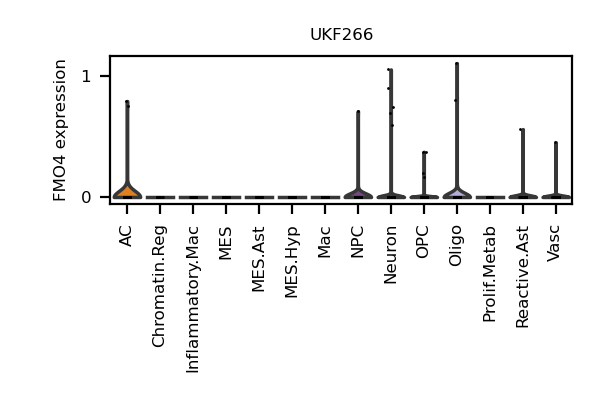 UKF266
FMO4 expression
1
0
AC
Chromatin.Reg
Inflammatory.Mac
MES
MES.Ast
MES.Hyp
Mac
NPC
Neuron
OPC
Oligo
Prolif.Metab
Reactive.Ast
Vasc